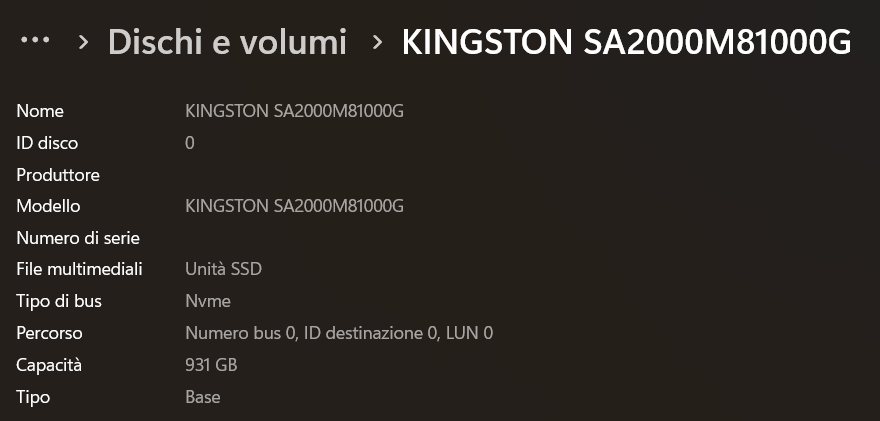 ... > Dischi e volumi > KINGSTON SA2000M81000G
Nome KINGSTON SA2000M81000G
ID disco 0
Produttore
Modello KINGSTON SA2000M81000G
Numero di serie
File multimediali Unità SSD
Tipo di bus Nvme
Percorso Numero bus 0, ID destinazione 0, LUN 0
Capacità 931 GB
Tipo Base